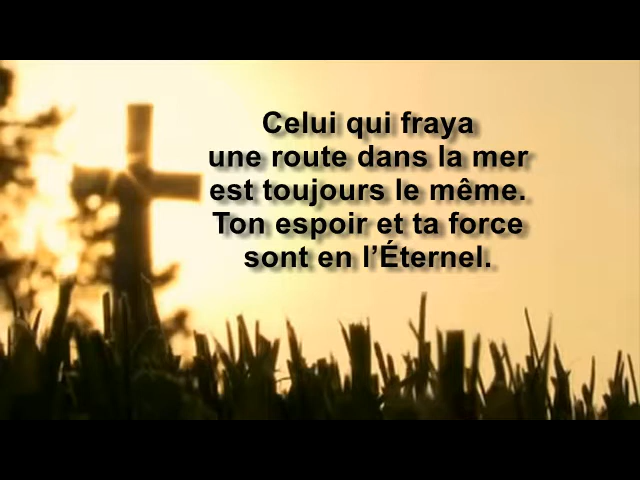 Celui qui fraya
une route dans la mer
est toujours le même.
Ton espoir et ta force
sont en l’Éternel.